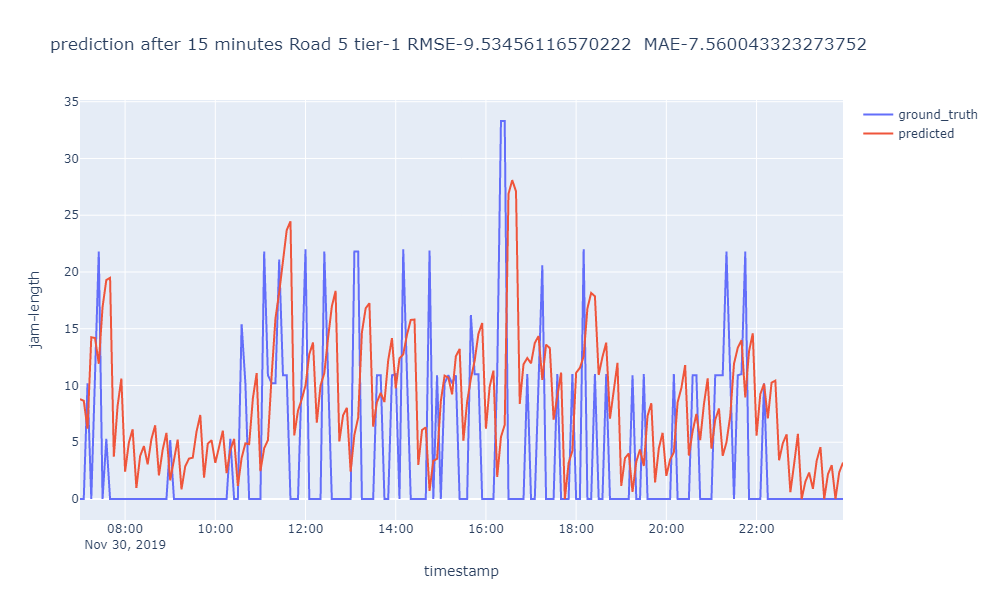 prediction after 15 minutes Road 5 tier-1 RMSE-9.53456116570222 MAE-7.560043323273752
ground_truth
predicted
35
30
25
20
15
10
5
0
jam-length
08:00 10:00 12:00 14:00 16:00 18:00 20:00 22:00
Nov 30, 2019
timestamp